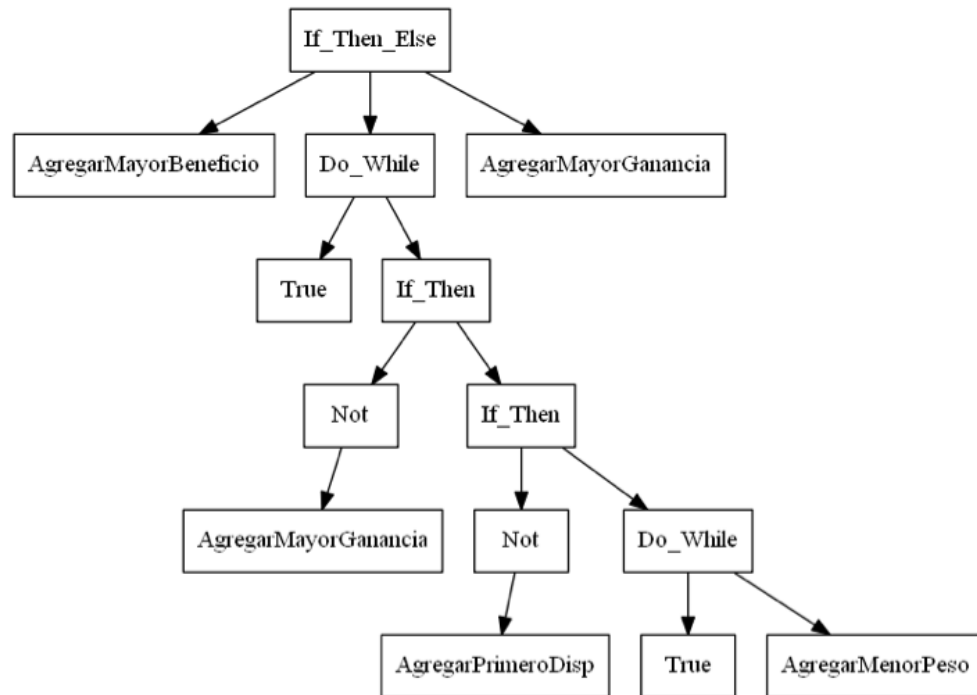 If_Then_Else
AgregarMayorBeneficio
Do_While
AgregarMayorGanancia
True
If_Then
Not
If_Then
AgregarMayorGanancia
Not
Do_While
AgregarPrimeroDisp
True
AgregarMenorPeso